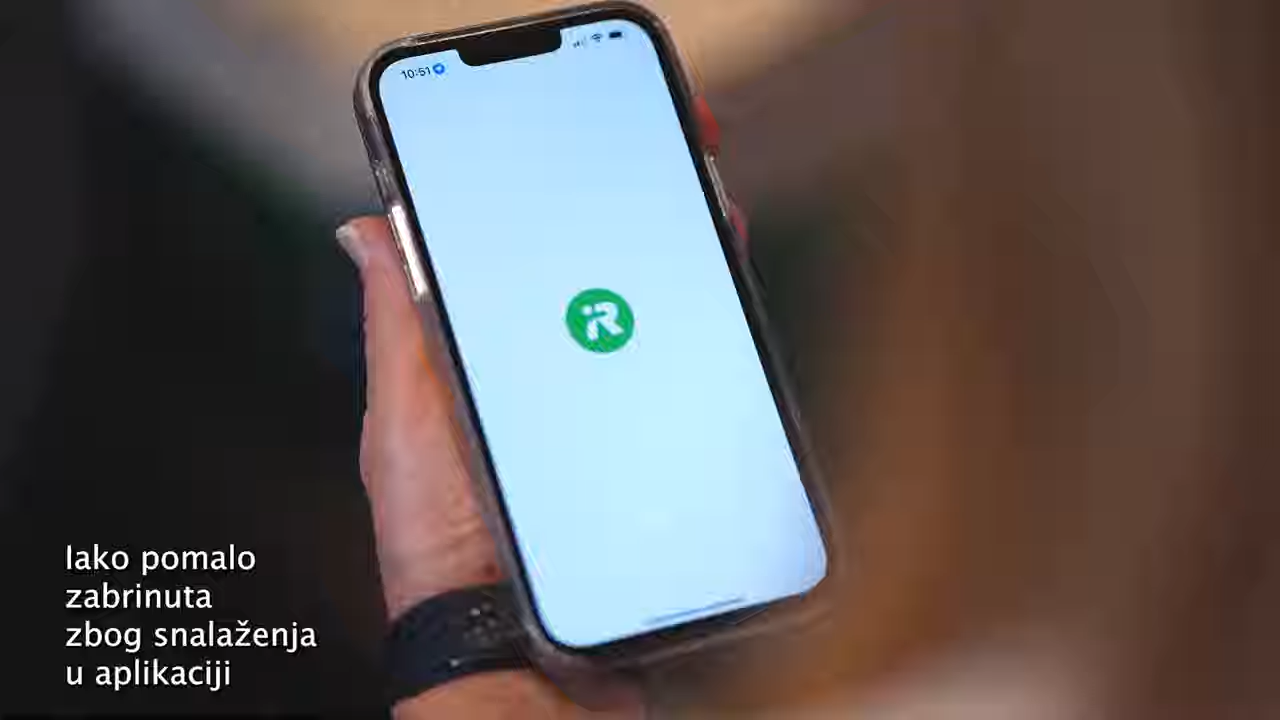 10:51
R
Iako pomalo
zabrinuta
zbog snalaženja
u aplikaciji